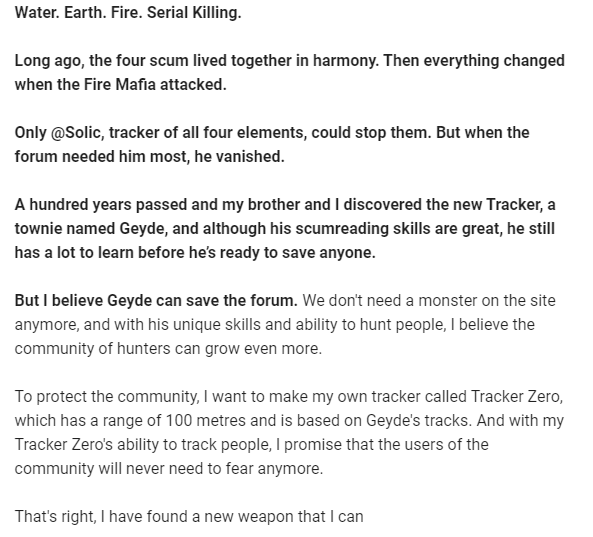 Water. Earth. Fire. Serial Killing.
Long ago, the four scum lived together in harmony. Then everything changed
when the Fire Mafia attacked.
Only @Solic, tracker of all four elements, could stop them. But when the
forum needed him most, he vanished.
A hundred years passed and my brother and I discovered the new Tracker, a
townie named Geyde, and although his scumreading skills are great, he still
has a lot to learn before he's ready to save anyone.
But I believe Geyde can save the forum. We don't need a monster on the site
anymore, and with his unique skills and ability to hunt people, I believe the
community of hunters can grow even more.
To protect the community, I want to make my own tracker called Tracker Zero,
which has a range of 100 metres and is based on Geyde's tracks. And with my
Tracker Zero's ability to track people, I promise that the users of the
community will never need to fear anymore.
That's right, I have found a new weapon that I can